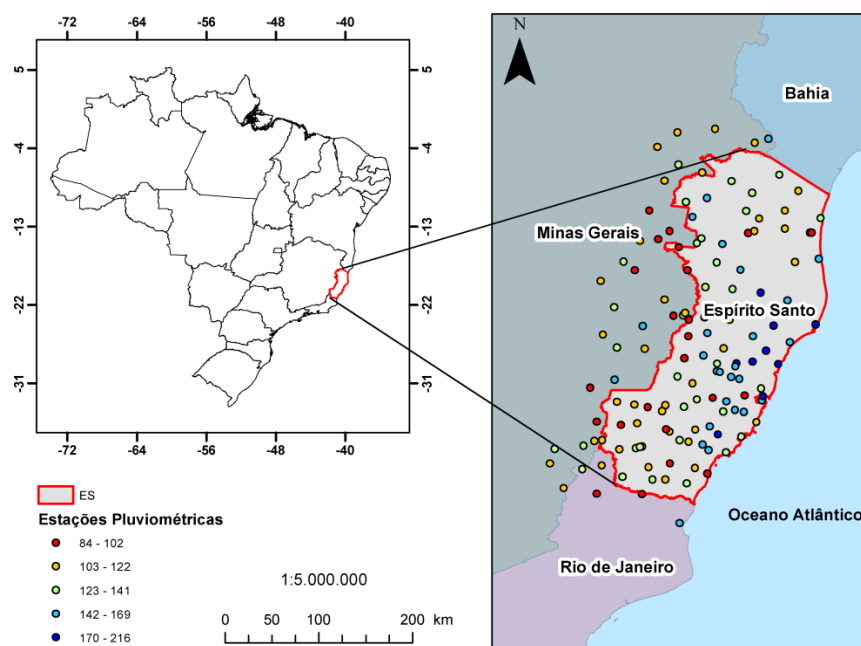 -72 -64 -56 -48 -40
5
-4
-13
-22
-31
5
-4
-13
-22
-31
-72 -64 -56 -48 -40
ES
Estações Pluviométricas
84 - 102
103 - 122
123 - 141
142 - 169
170 - 216
1:5.000.000
0 50 100 150 200
25
km
N
Bahia
Minas Gerais
Espírito Santo
Oceano Atlântico
Rio de Janeiro